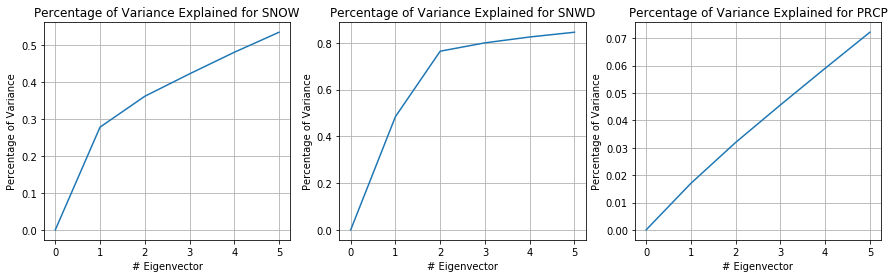 Percentage of Variance Explained for SNOW
Percentage of Variance
0.5
0.4
0.3
0.2
0.1
0.0
0 1 2 3 4 5
# Eigenvector
Percentage of Variance Explained for SNWD
Percentage of Variance
0.8
0.6
0.4
0.2
0.0
0 1 2 3 4 5
# Eigenvector
Percentage of Variance Explained for PRCP
Percentage of Variance
0.07
0.06
0.05
0.04
0.03
0.02
0.01
0.00
0 1 2 3 4 5
# Eigenvector